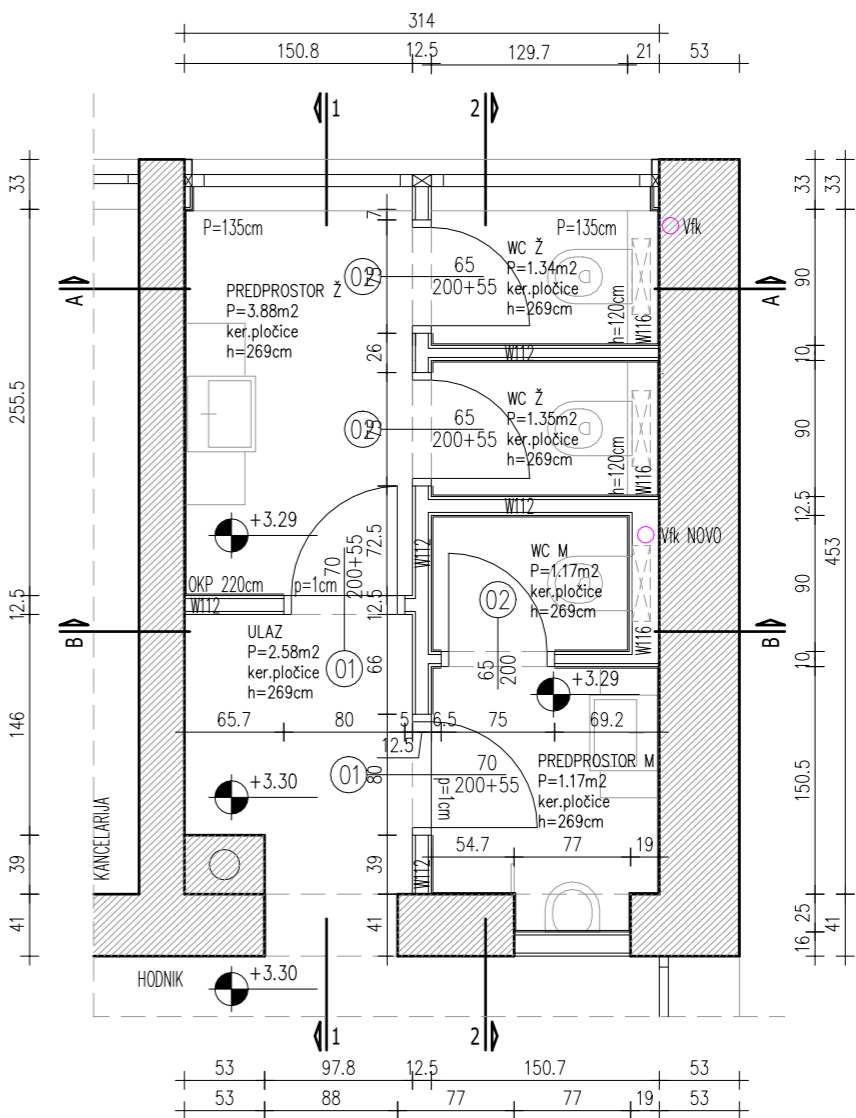 314
150.8 12.5 129.7 21 53
1 2
33 33 33
P=135cm P=135cm Vfk
7
WC Ž
P=1.34m2
ker.pločice
h=269cm
65
200+55
A A
PREDPROSTOR Ž
P=3.88m2
ker.pločice
h=269cm
90
h=120cm
W116
26
W112
10
WC Ž
P=1.35m2
ker.pločice
h=269cm
65
200+55
255.5
90
h=120cm
W116
W112
12.5
453
+3.29
72.5
W112
Vfk NOVO
WC M
P=1.17m2
ker.pločice
h=269cm
70
200+55
OKP 220cm p=1cm
W112
02
90
12.5 12.5
B B
ULAZ
P=2.58m2
ker.pločice
h=269cm
01
66
65
200
W116
10
+3.29
146
65.7 80 5 6.5 75 69.2
12.5
PREDPROSTOR M
P=1.17m2
ker.pločice
h=269cm
01
80
70
200+55
p=1cm
150.5
+3.30
KANCELARIJA
39 39
W112
54.7 77 19
41 41 25 41
16
HODNIK
+3.30
1 2
53 97.8 12.5 150.7 53
53 88 77 77 19 53